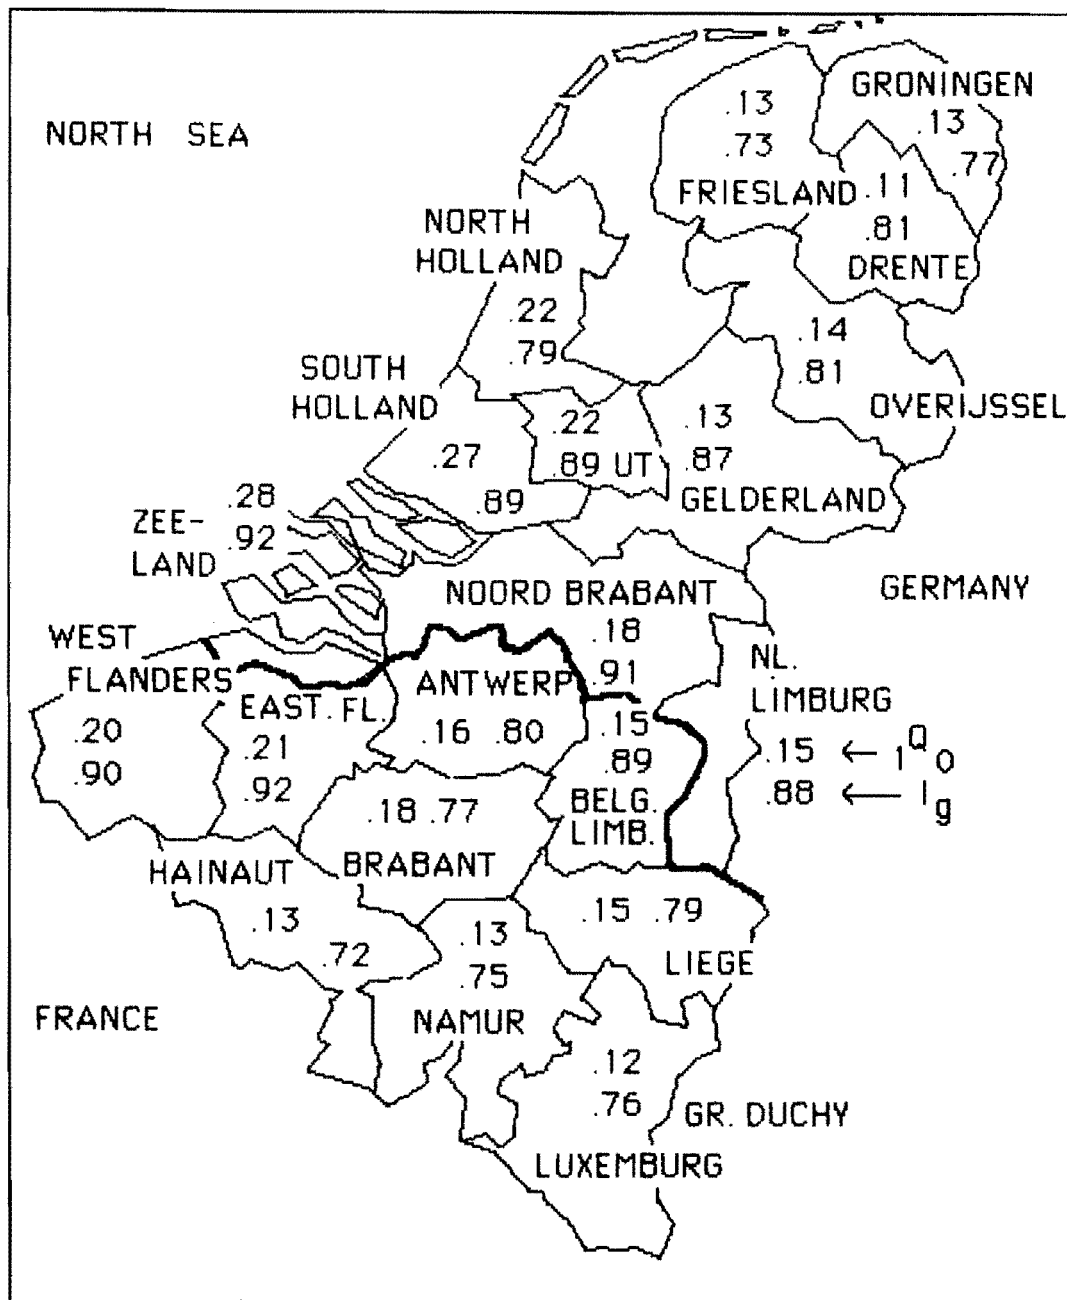 GRONINGEN
.13
.77
.13
.73
FRIESLAND
.11
.81
DRENTE
NORTH SEA
NORTH
HOLLAND
.22
.79
.14
.81
OVERIJSSEL
SOUTH
HOLLAND
.27
.89
.22
.89 UT
.13
.87
GELDERLAND
ZEE-
LAND
.28
.92
NOORD BRABANT
.18
.91
GERMANY
WEST
FLANDERS
.20
.90
EAST. FL.
.21
.92
ANTWERP
.16 .80
.15
.89
BELG.
LIMB.
NL.
LIMBURG
.15 ← 1Q0
.88 ← Ig
.18 .77
BRABANT
HAINAUT
.13
.72
.13
.75
NAMUR
.15 .79
LIEGE
FRANCE
.12
.76
GR. DUCHY
LUXEMBURG